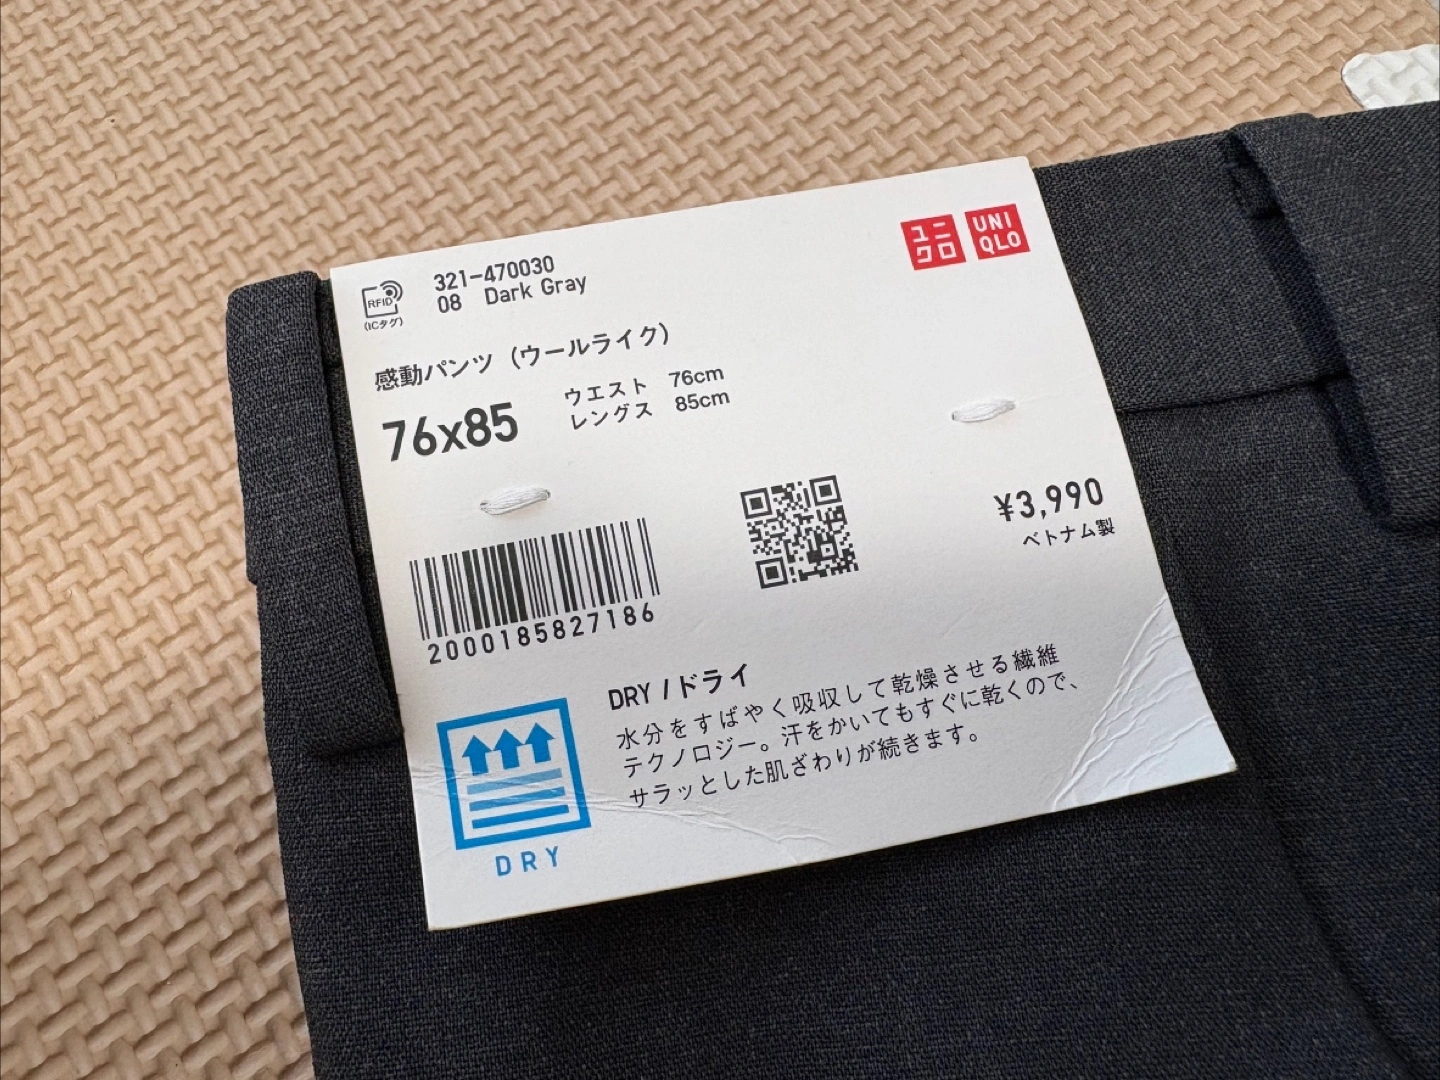 RFID
(ICタグ)
321-470030
08 Dark Gray
ユニクロ
UNIQLO
感動パンツ(ウールライク)
76x85
ウエスト 76cm
レングス 85cm
¥3,990
ベトナム製
2000185827186
DRY / ドライ
水分をすばやく吸収して乾燥させる繊維
テクノロジー。汗をかいてもすぐに乾くので、
サラッとした肌ざわりが続きます。
DRY